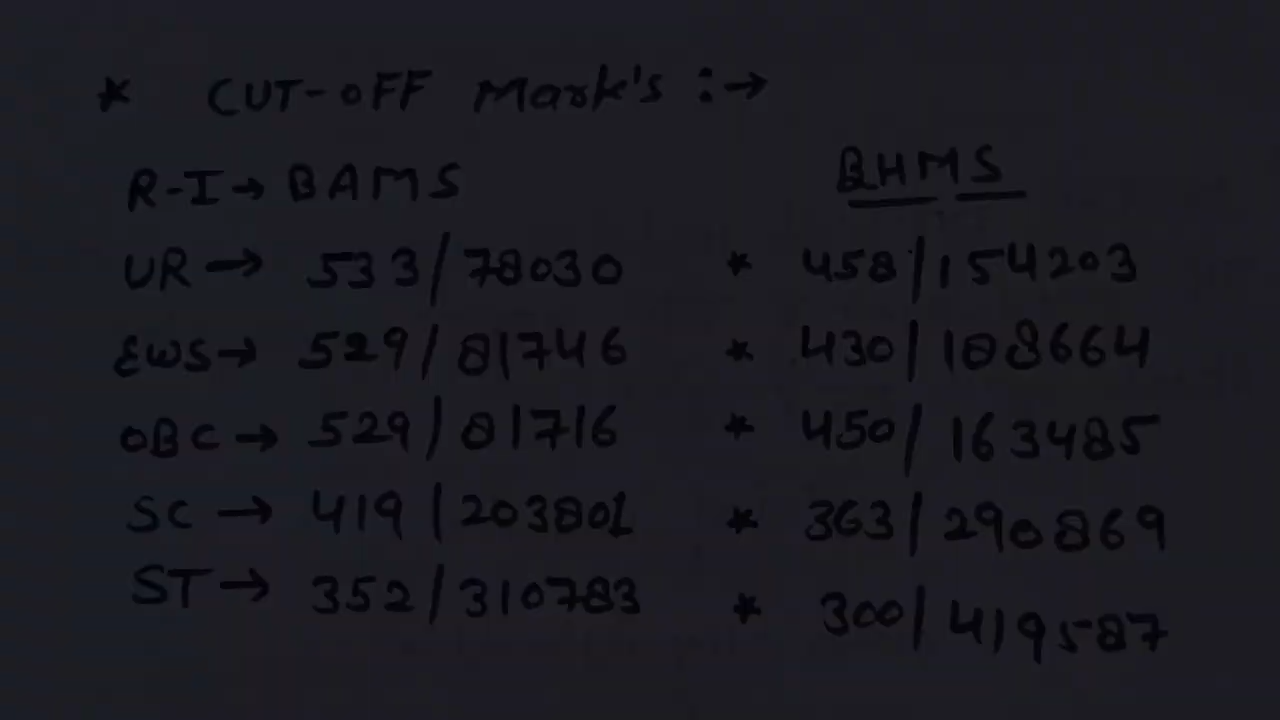 * CUT-OFF Mark's :→
R-I → BAMS BHMS
UR → 533/78030 * 458/154203
EWS → 529/81746 * 430/188664
OBC → 529/81716 * 450/163485
SC → 419/203801 * 363/290869
ST → 352/310783 * 300/419587